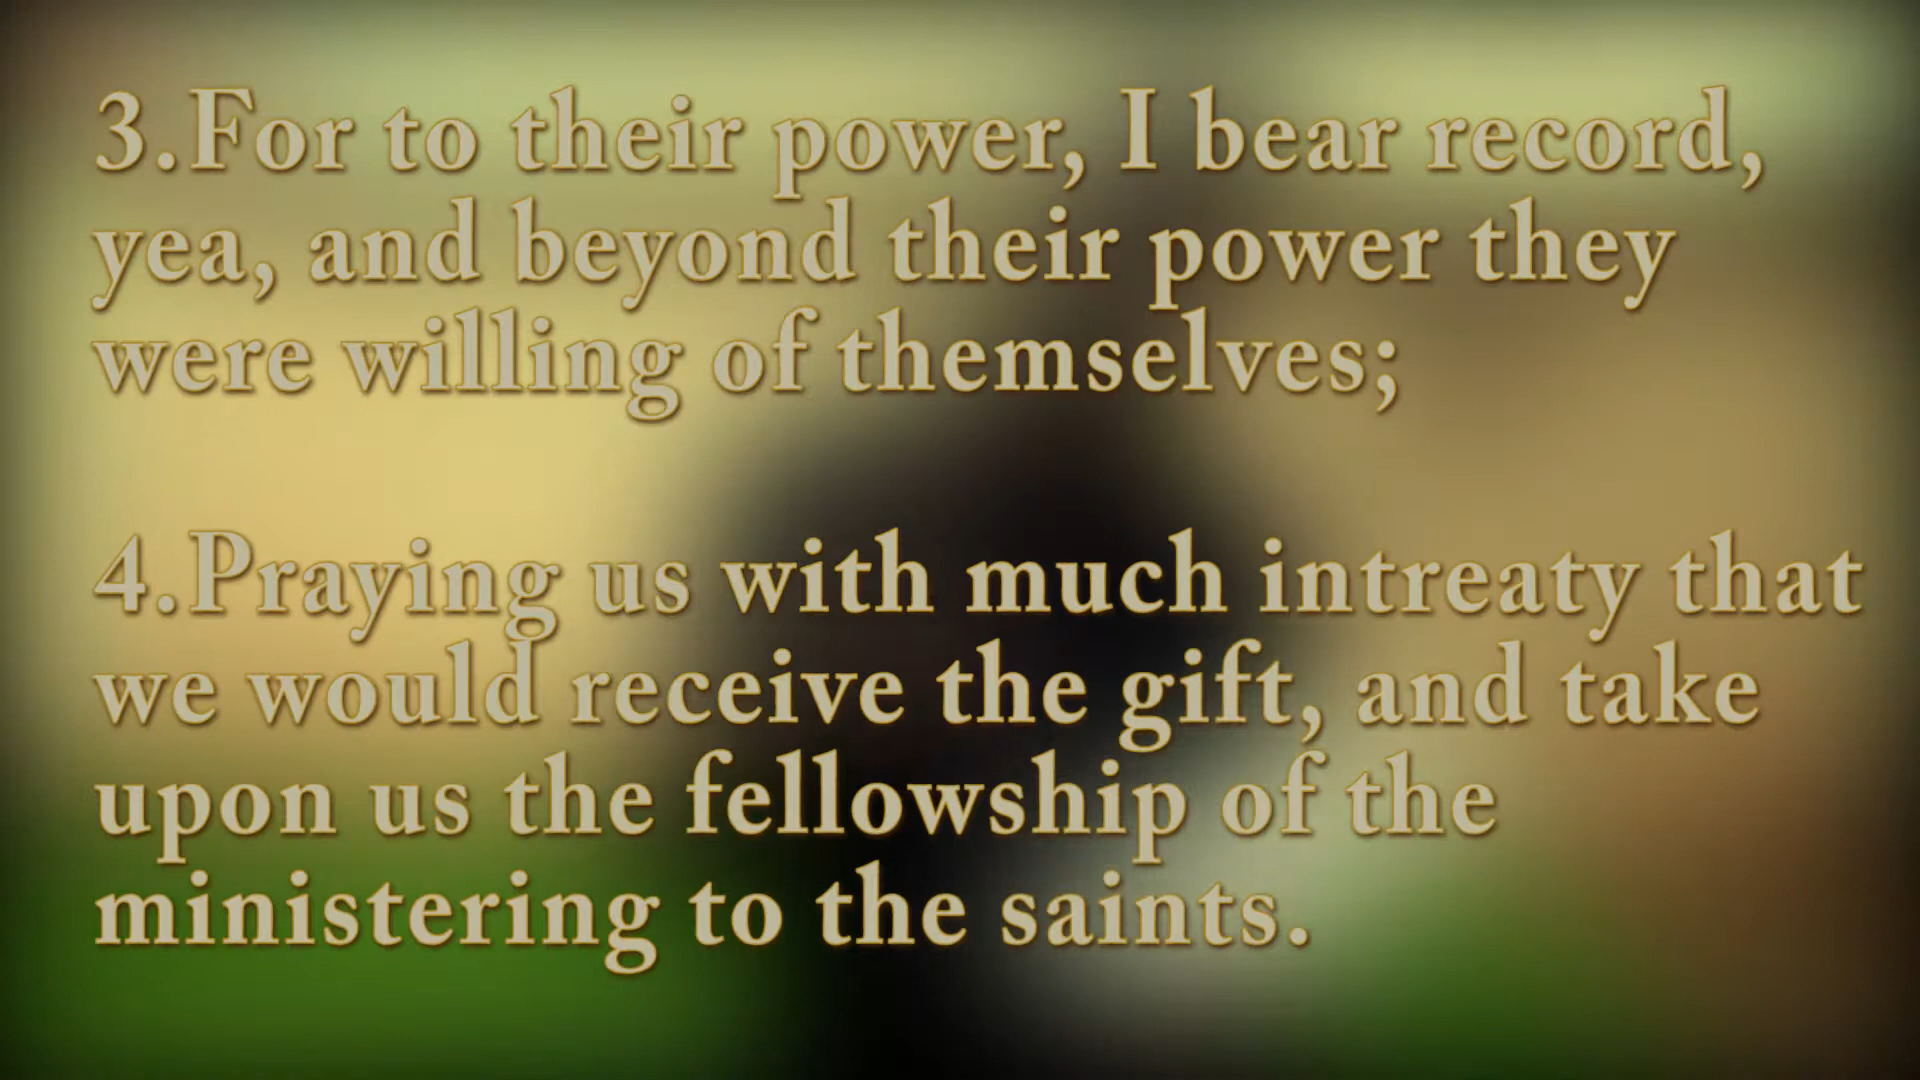 3.For to their power, I bear record,
yea, and beyond their power they
were willing of themselves;
4.Praying us with much intreaty that
we would receive the gift, and take
upon us the fellowship of the
ministering to the saints.